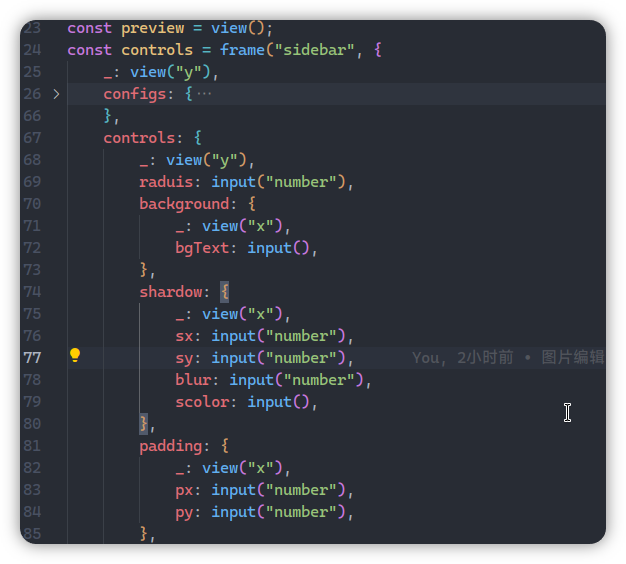 23 const preview = view();
24 const controls = frame("sidebar", {
25 _: view("y"),
26 > configs: { ···
66 },
67 controls: {
68 _: view("y"),
69 raduis: input("number"),
70 background: {
71 _: view("x"),
72 bgText: input(),
73 },
74 shardow: {
75 _: view("x"),
76 sx: input("number"),
77 sy: input("number"), You, 2小时前 • 图片编辑
78 blur: input("number"),
79 scolor: input(),
80 },
81 padding: {
82 _: view("x"),
83 px: input("number"),
84 py: input("number"),
85 },